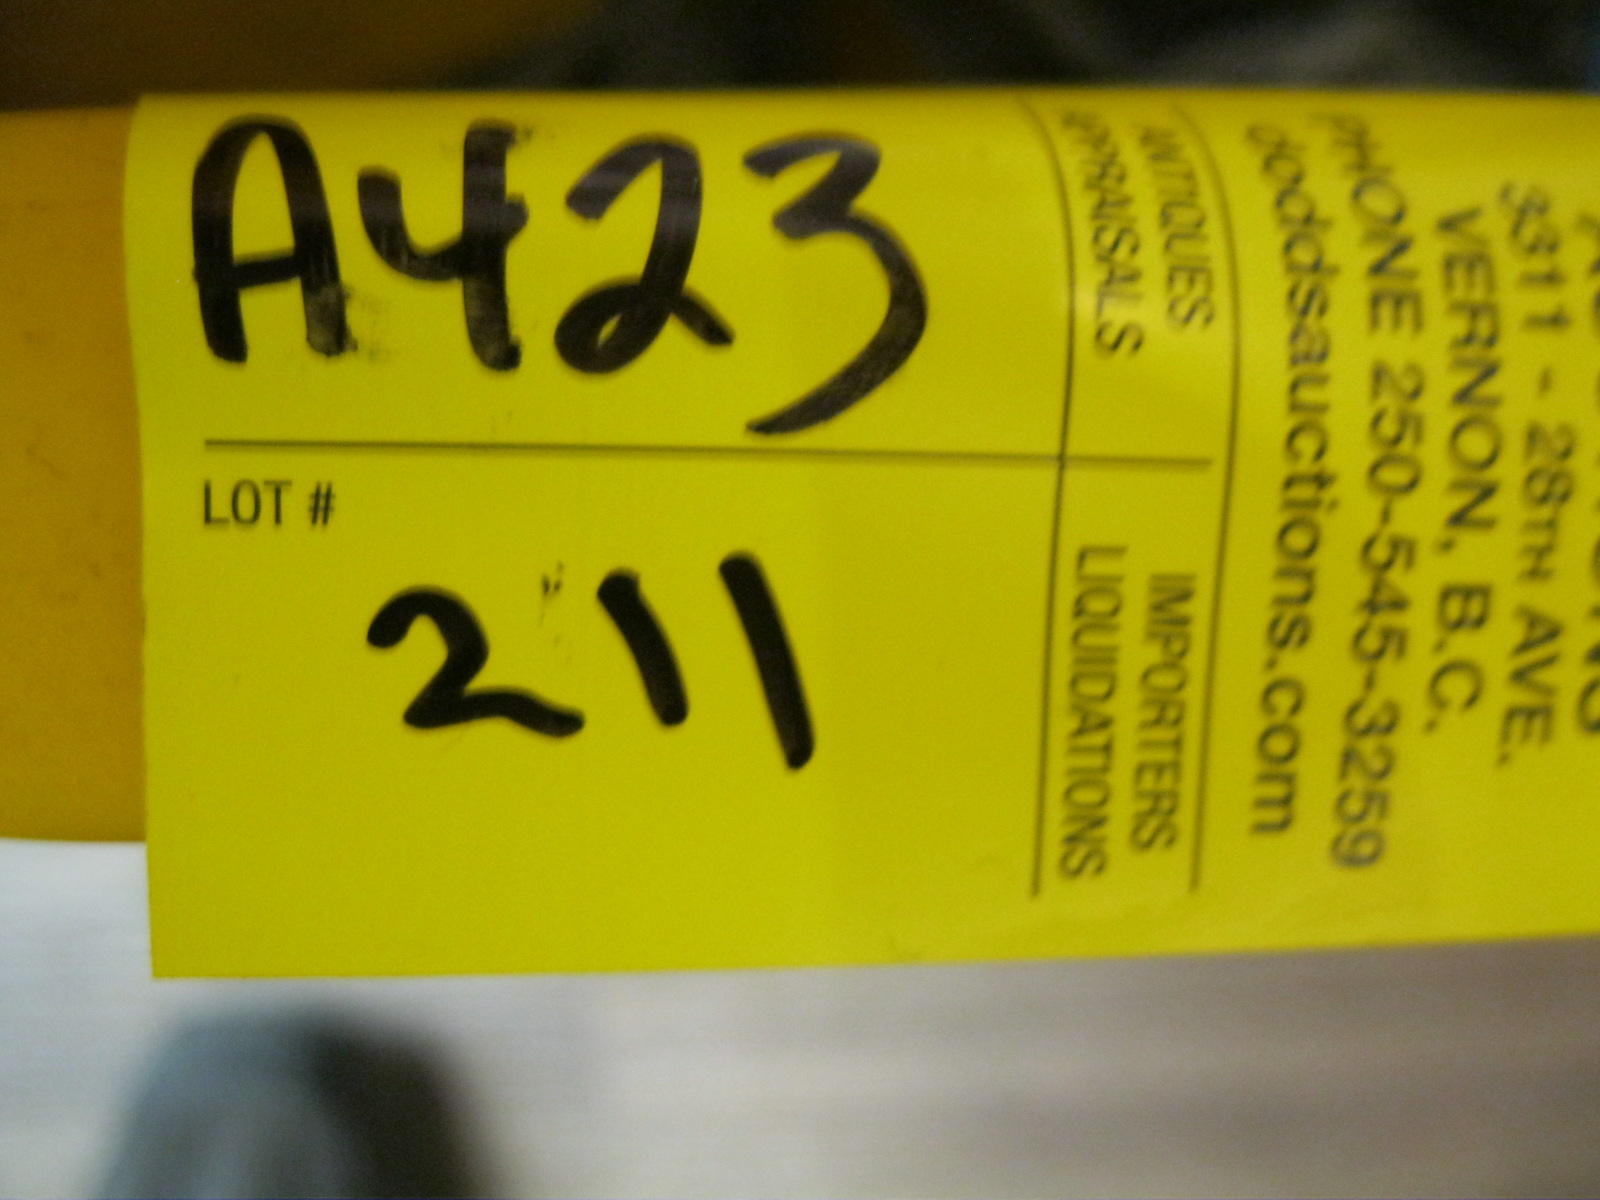 A423
LOT #
211
3311 - 28TH AVE.
VERNON, B.C.
PHONE 250-545-3259
doddsauctions.com
ANTIQUES
APPRAISALS
IMPORTERS
LIQUIDATIONS